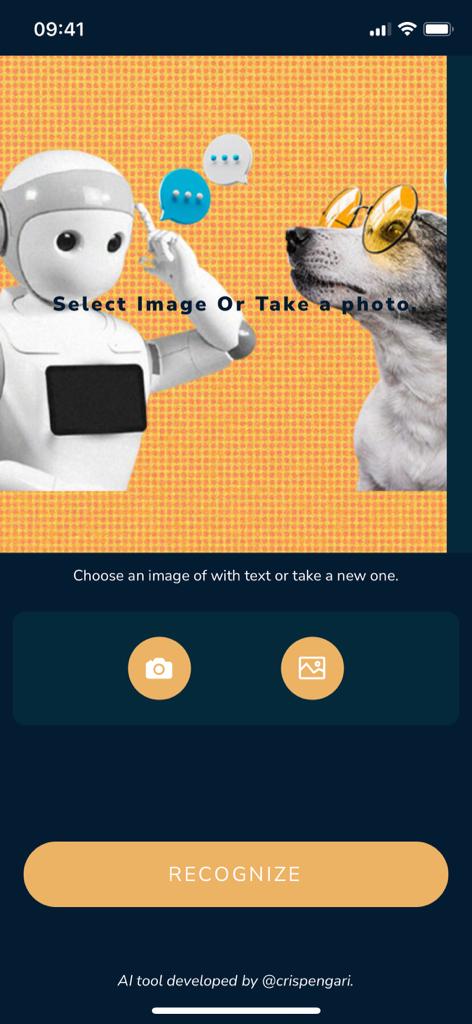 09:41
Select Image Or Take a photo.
Choose an image of with text or take a new one.
RECOGNIZE
AI tool developed by @crispengari.